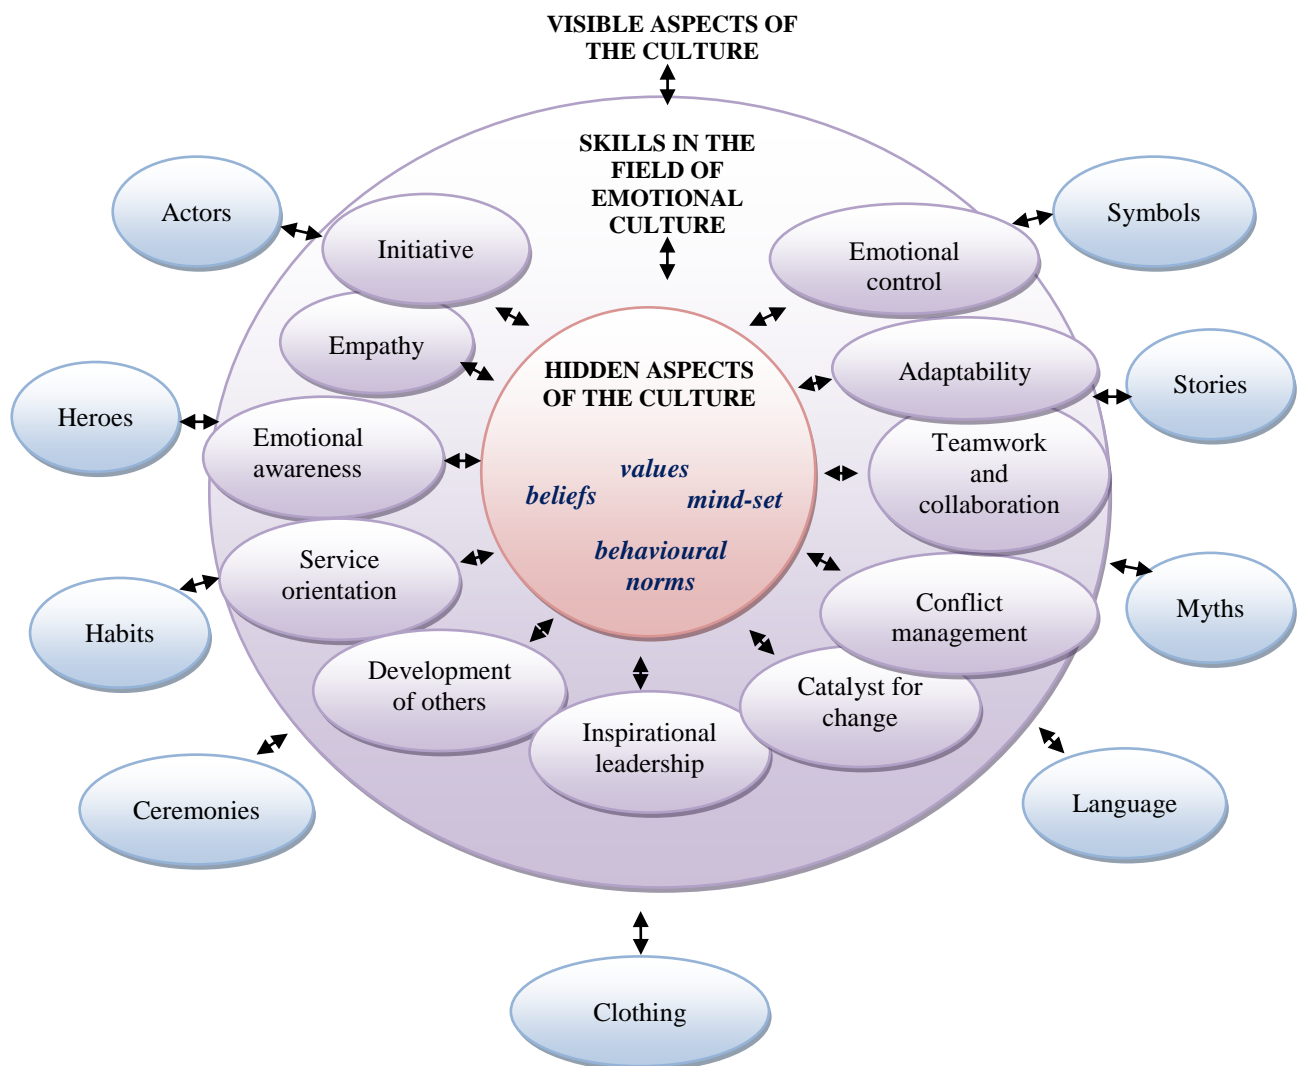 VISIBLE ASPECTS OF
THE CULTURE
SKILLS IN THE
FIELD OF
EMOTIONAL
CULTURE
Actors
Symbols
Initiative
Emotional
control
Empathy
Adaptability
HIDDEN ASPECTS
OF THE CULTURE
Stories
Heroes
Emotional
awareness
Teamwork
and
collaboration
values
beliefs
mind-set
behavioural
norms
Service
orientation
Conflict
management
Habits
Myths
Development
of others
Catalyst for
change
Inspirational
leadership
Ceremonies
Language
Clothing